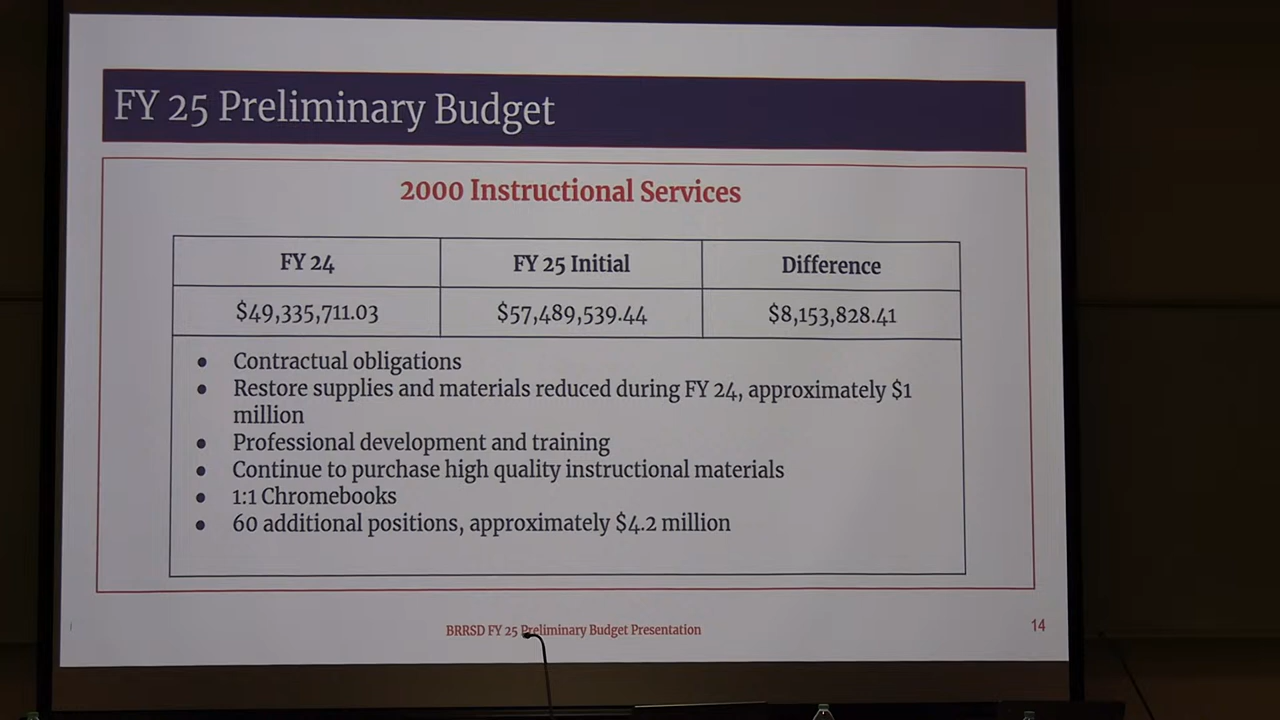 FY 25 Preliminary Budget
2000 Instructional Services
FY 24
FY 25 Initial
Difference
$49,335,711.03
$57,489,539.44
$8,153,828.41
• Contractual obligations
• Restore supplies and materials reduced during FY 24, approximately $1
million
• Professional development and training
• Continue to purchase high quality instructional materials
• 1:1 Chromebooks
• 60 additional positions, approximately $4.2 million
BRRSD FY 25 Preliminary Budget Presentation
14